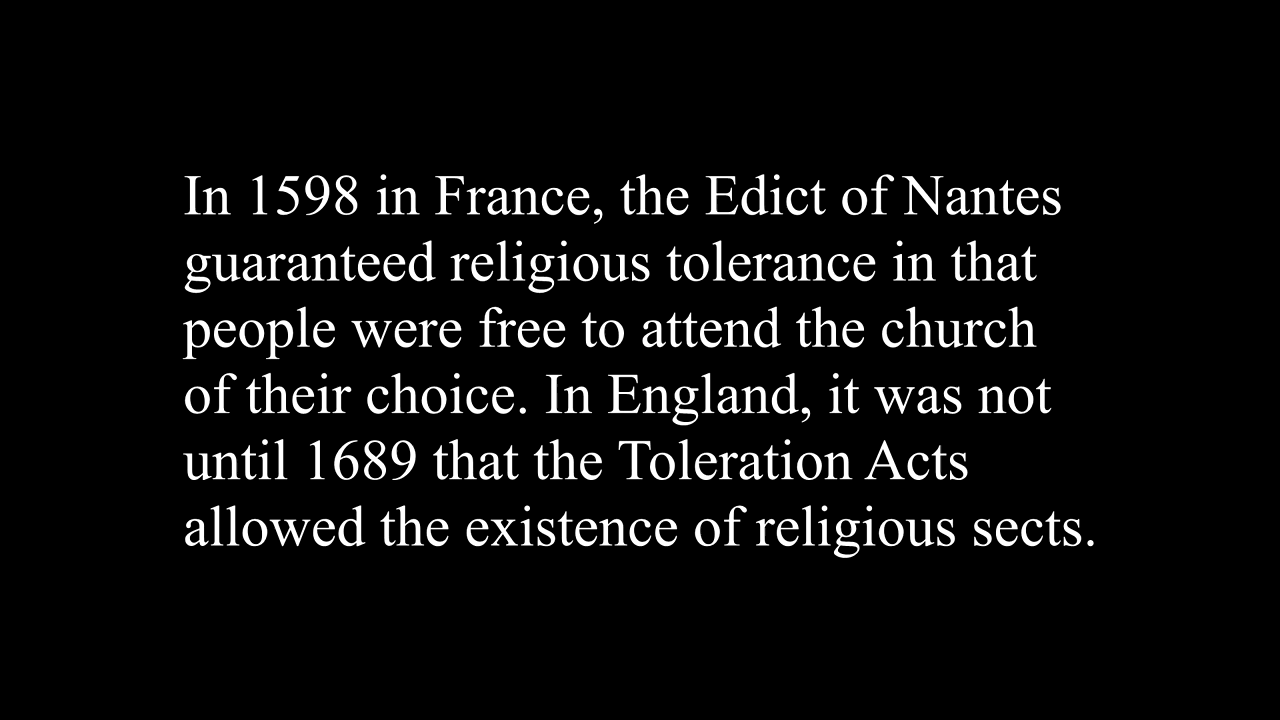 In 1598 in France, the Edict of Nantes
guaranteed religious tolerance in that
people were free to attend the church
of their choice. In England, it was not
until 1689 that the Toleration Acts
allowed the existence of religious sects.